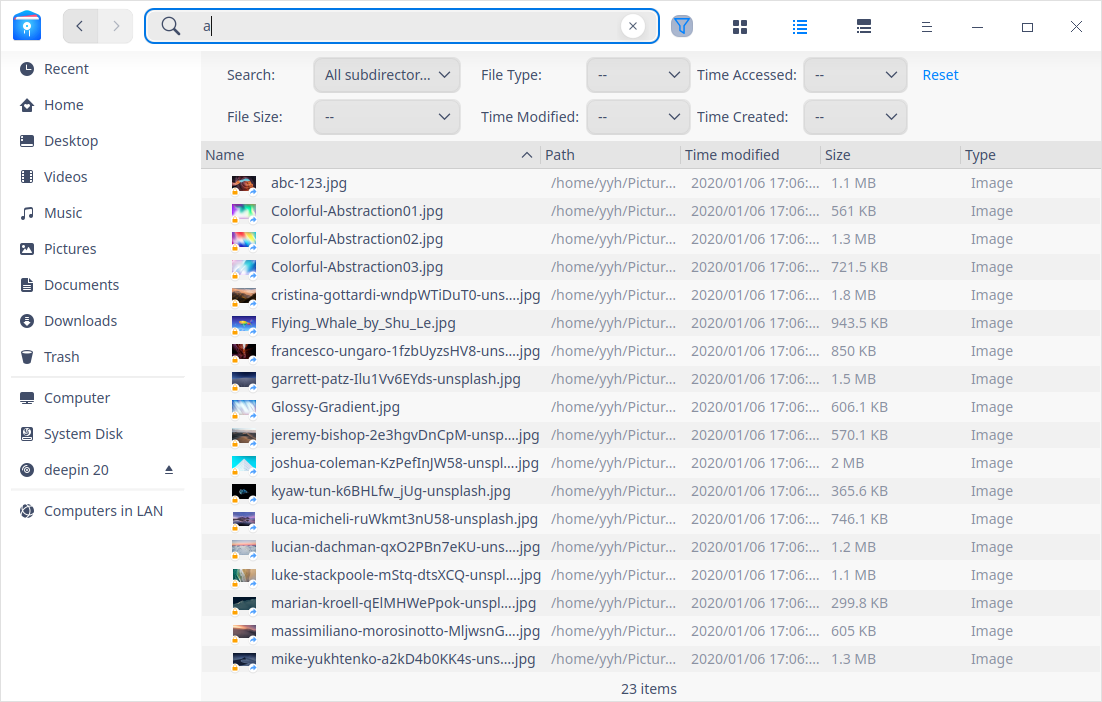 a
Recent
Home
Desktop
Videos
Music
Pictures
Documents
Downloads
Trash
Computer
System Disk
deepin 20
Computers in LAN
Search: All subdirector... File Type: -- Time Accessed: -- Reset
File Size: -- Time Modified: -- Time Created: --
Name Path Time modified Size Type
abc-123.jpg /home/yyh/Pictur... 2020/01/06 17:06:... 1.1 MB Image
Colorful-Abstraction01.jpg /home/yyh/Pictur... 2020/01/06 17:06:... 561 KB Image
Colorful-Abstraction02.jpg /home/yyh/Pictur... 2020/01/06 17:06:... 1.3 MB Image
Colorful-Abstraction03.jpg /home/yyh/Pictur... 2020/01/06 17:06:... 721.5 KB Image
cristina-gottardi-wndpWTiDuT0-uns....jpg /home/yyh/Pictur... 2020/01/06 17:06:... 1.8 MB Image
Flying_Whale_by_Shu_Le.jpg /home/yyh/Pictur... 2020/01/06 17:06:... 943.5 KB Image
francesco-ungaro-1fzbUyzsHV8-uns....jpg /home/yyh/Pictur... 2020/01/06 17:06:... 850 KB Image
garrett-patz-Ilu1Vv6EYds-unsplash.jpg /home/yyh/Pictur... 2020/01/06 17:06:... 1.5 MB Image
Glossy-Gradient.jpg /home/yyh/Pictur... 2020/01/06 17:06:... 606.1 KB Image
jeremy-bishop-2e3hgvDnCpM-unsp....jpg /home/yyh/Pictur... 2020/01/06 17:06:... 570.1 KB Image
joshua-coleman-KzPefInJW58-unspl....jpg /home/yyh/Pictur... 2020/01/06 17:06:... 2 MB Image
kyaw-tun-k6BHLfw_jUg-unsplash.jpg /home/yyh/Pictur... 2020/01/06 17:06:... 365.6 KB Image
luca-micheli-ruWkmt3nU58-unsplash.jpg /home/yyh/Pictur... 2020/01/06 17:06:... 746.1 KB Image
lucian-dachman-qxO2PBn7eKU-uns....jpg /home/yyh/Pictur... 2020/01/06 17:06:... 1.2 MB Image
luke-stackpoole-mStq-dtsXCQ-unspl....jpg /home/yyh/Pictur... 2020/01/06 17:06:... 1.1 MB Image
marian-kroell-qElMHWePpok-unspl....jpg /home/yyh/Pictur... 2020/01/06 17:06:... 299.8 KB Image
massimiliano-morosinotto-MljwsnG....jpg /home/yyh/Pictur... 2020/01/06 17:06:... 605 KB Image
mike-yukhtenko-a2kD4b0KK4s-uns....jpg /home/yyh/Pictur... 2020/01/06 17:06:... 1.3 MB Image
23 items